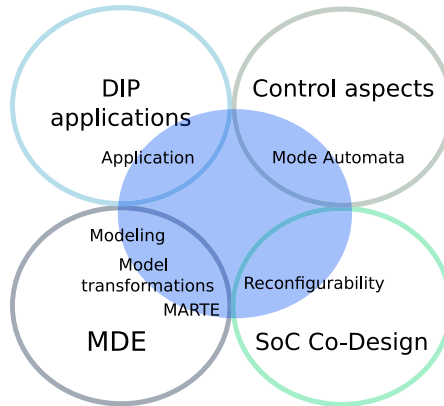 DIP
applications
Application
Control aspects
Mode Automata
Modeling
Model
transformations
MARTE
MDE
Reconfigurability
SoC Co-Design